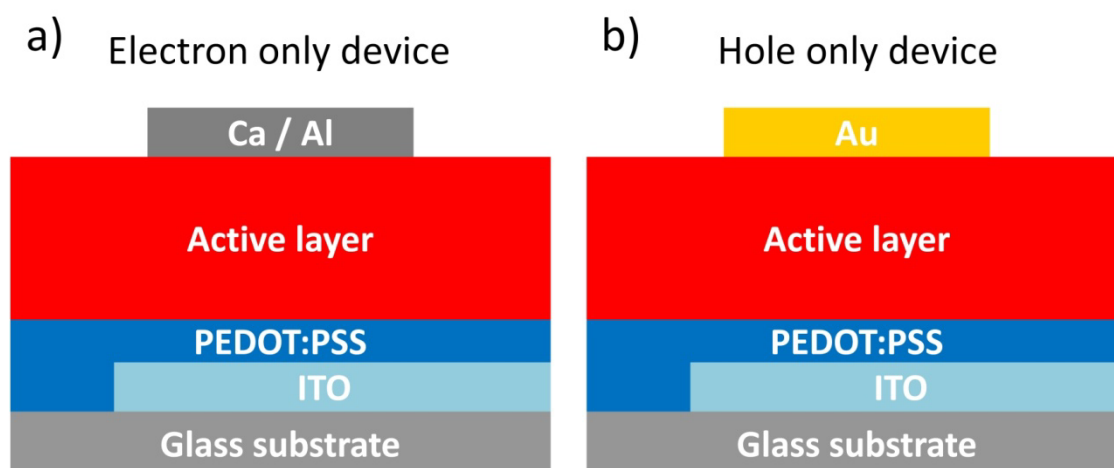 a) Electron only device
Ca / Al
Active layer
PEDOT:PSS
ITO
Glass substrate
b) Hole only device
Au
Active layer
PEDOT:PSS
ITO
Glass substrate